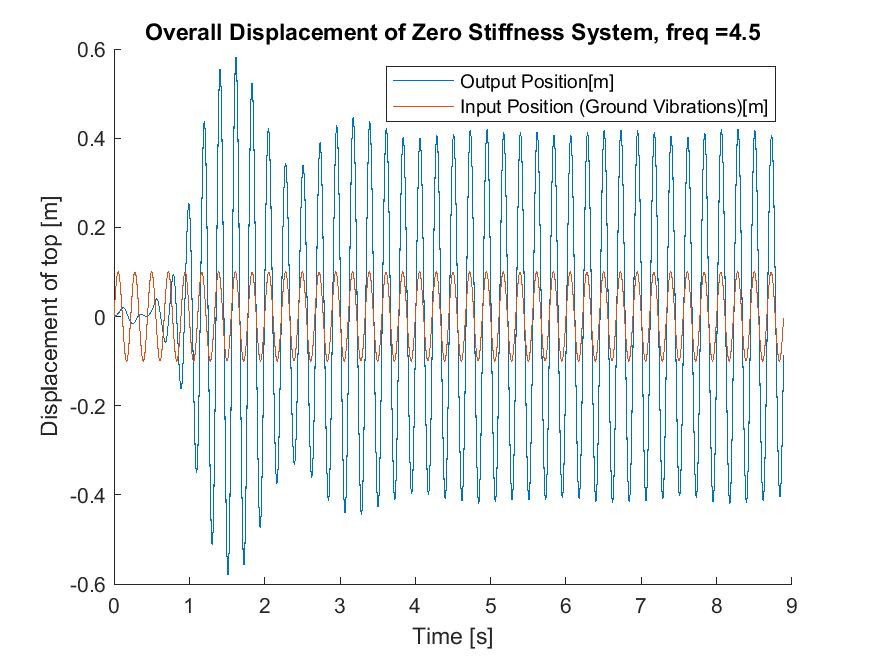 Overall Displacement of Zero Stiffness System, freq =4.5
Output Position[m]
Input Position (Ground Vibrations)[m]
Displacement of top [m]
0.6
0.4
0.2
0
-0.2
-0.4
-0.6
0 1 2 3 4 5 6 7 8 9
Time [s]